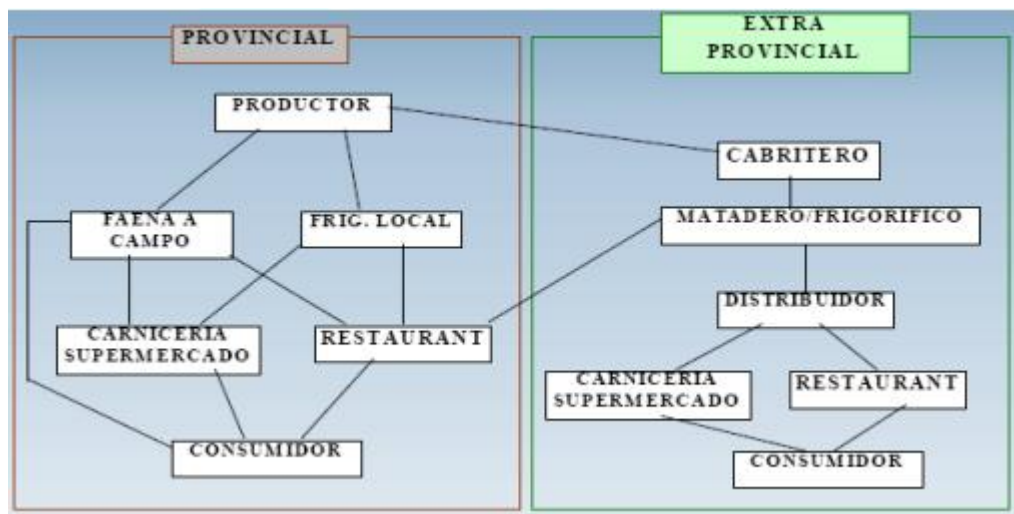 PROVINCIAL
EXTRA
PROVINCIAL
PRODUCTOR
CABRITERO
FAENA A
CAMPO
FRIG. LOCAL
MATADERO/FRIGORIFICO
DISTRIBUIDOR
CARNICERIA
SUPERMERCADO
RESTAURANT
CARNICERIA
SUPERMERCADO
RESTAURANT
CONSUMIDOR
CONSUMIDOR